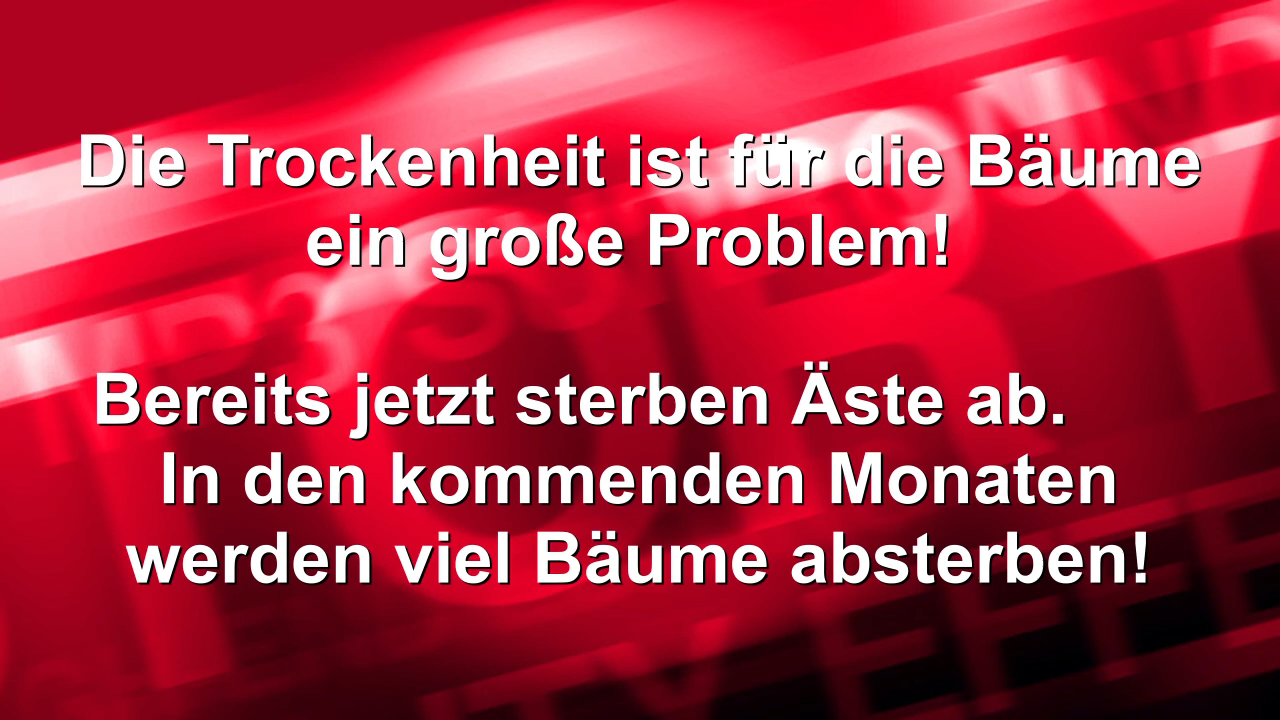 Die Trockenheit ist für die Bäume
ein große Problem!
Bereits jetzt sterben Äste ab.
In den kommenden Monaten
werden viel Bäume absterben!